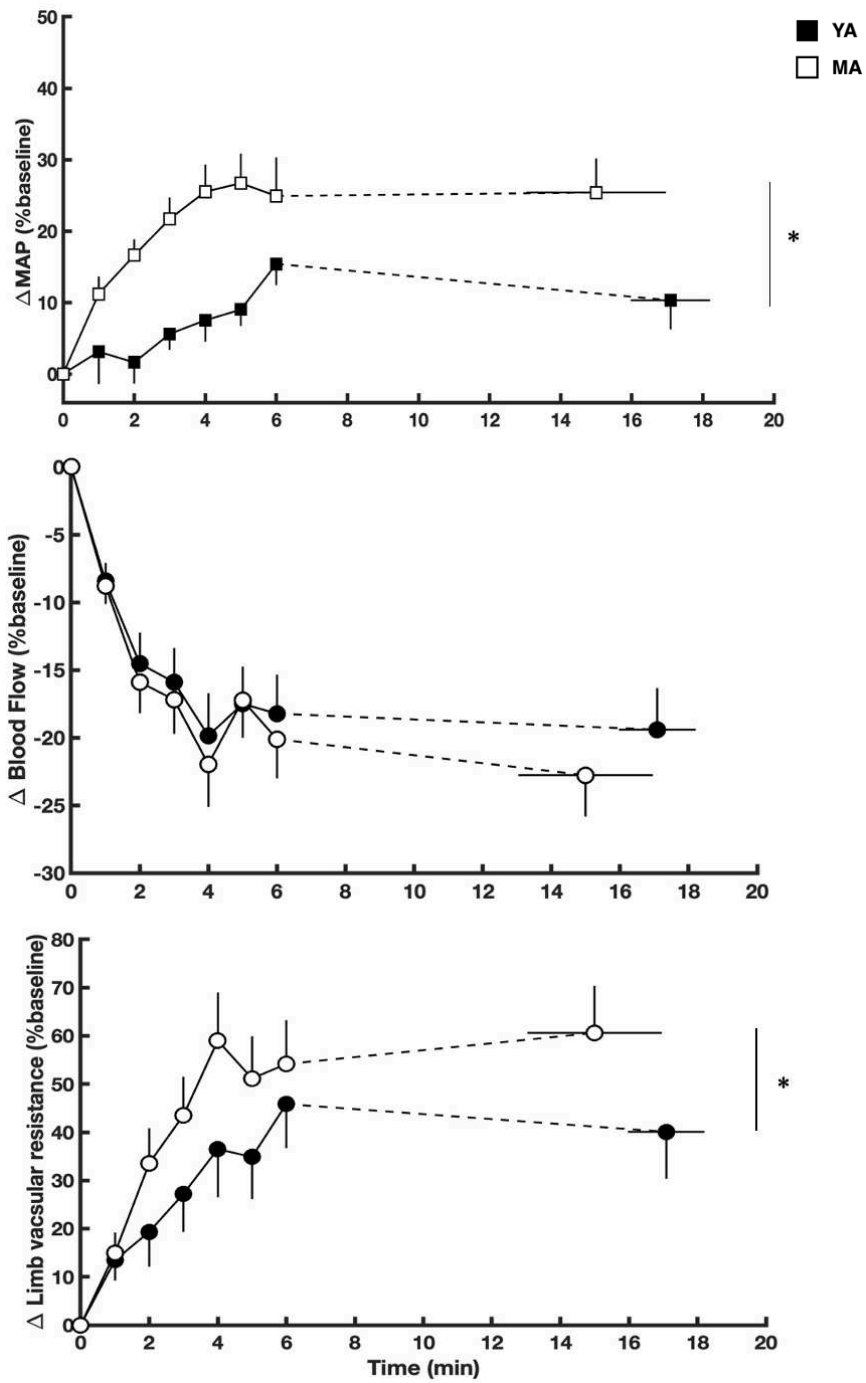 YA
MA
△MAP (%baseline)
50
40
30
20
10
0
0 2 4 6 8 10 12 14 16 18 20
*
△ Blood Flow (%baseline)
0
-5
-10
-15
-20
-25
-30
0 2 4 6 8 10 12 14 16 18 20
△ Limb vacsular resistance (%baseline)
80
70
60
50
40
30
20
10
0
0 2 4 6 8 10 12 14 16 18 20
*
Time (min)